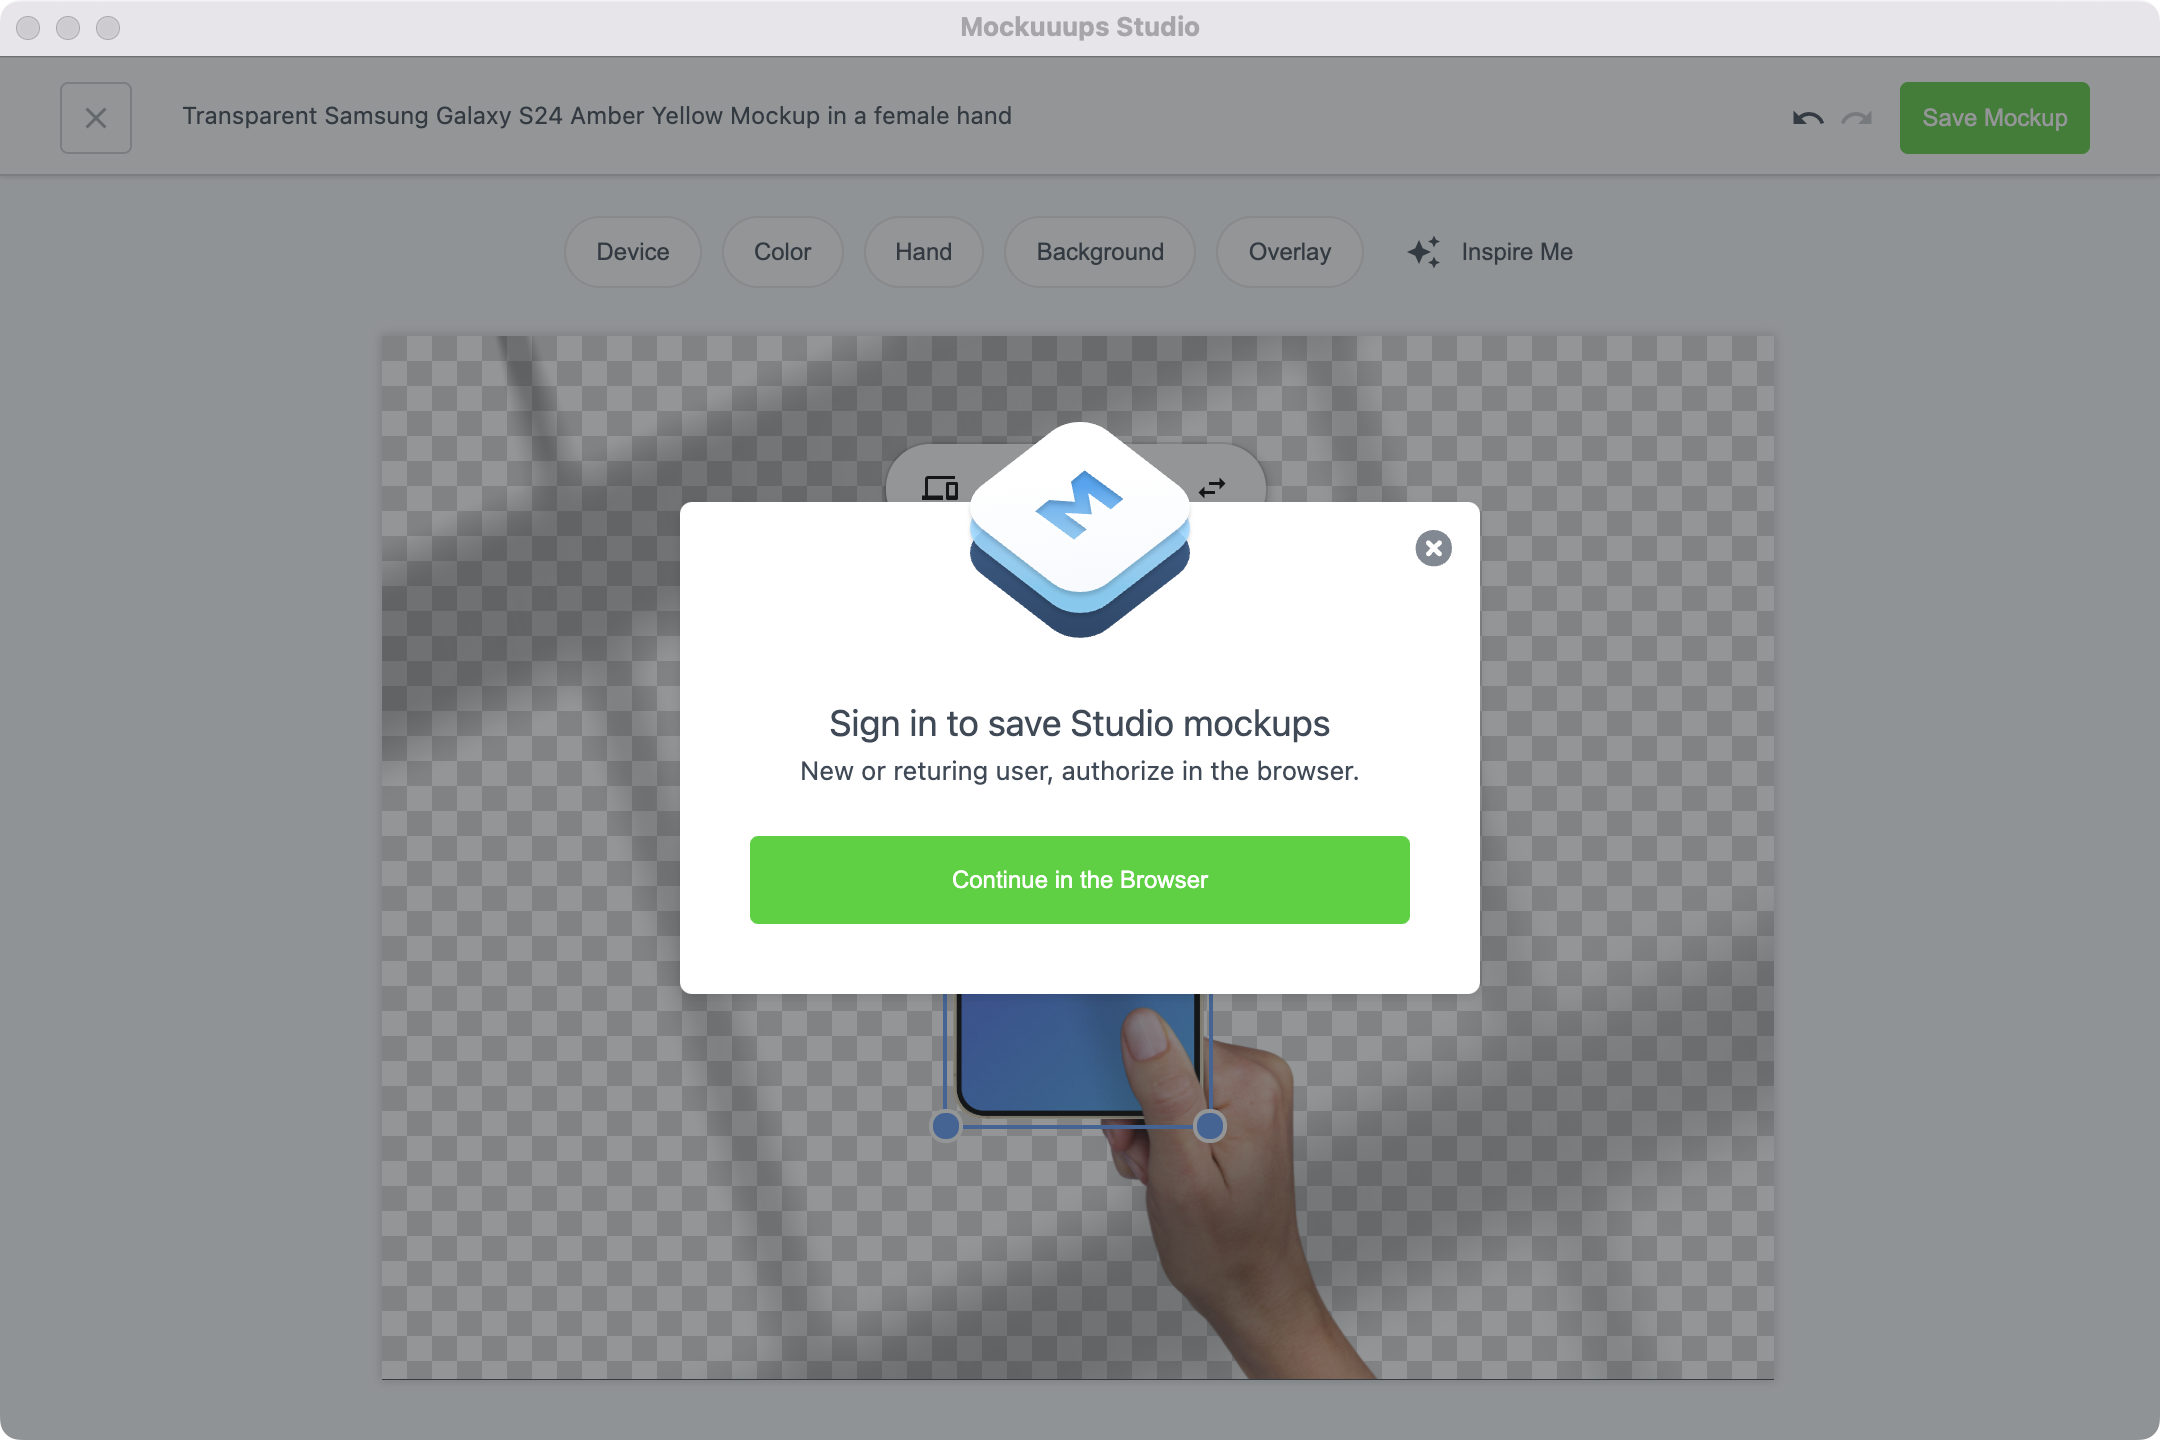 Mockuuups Studio
Transparent Samsung Galaxy S24 Amber Yellow Mockup in a female hand
Save Mockup
Device
Color
Hand
Background
Overlay
Inspire Me
M
Sign in to save Studio mockups
New or returing user, authorize in the browser.
Continue in the Browser